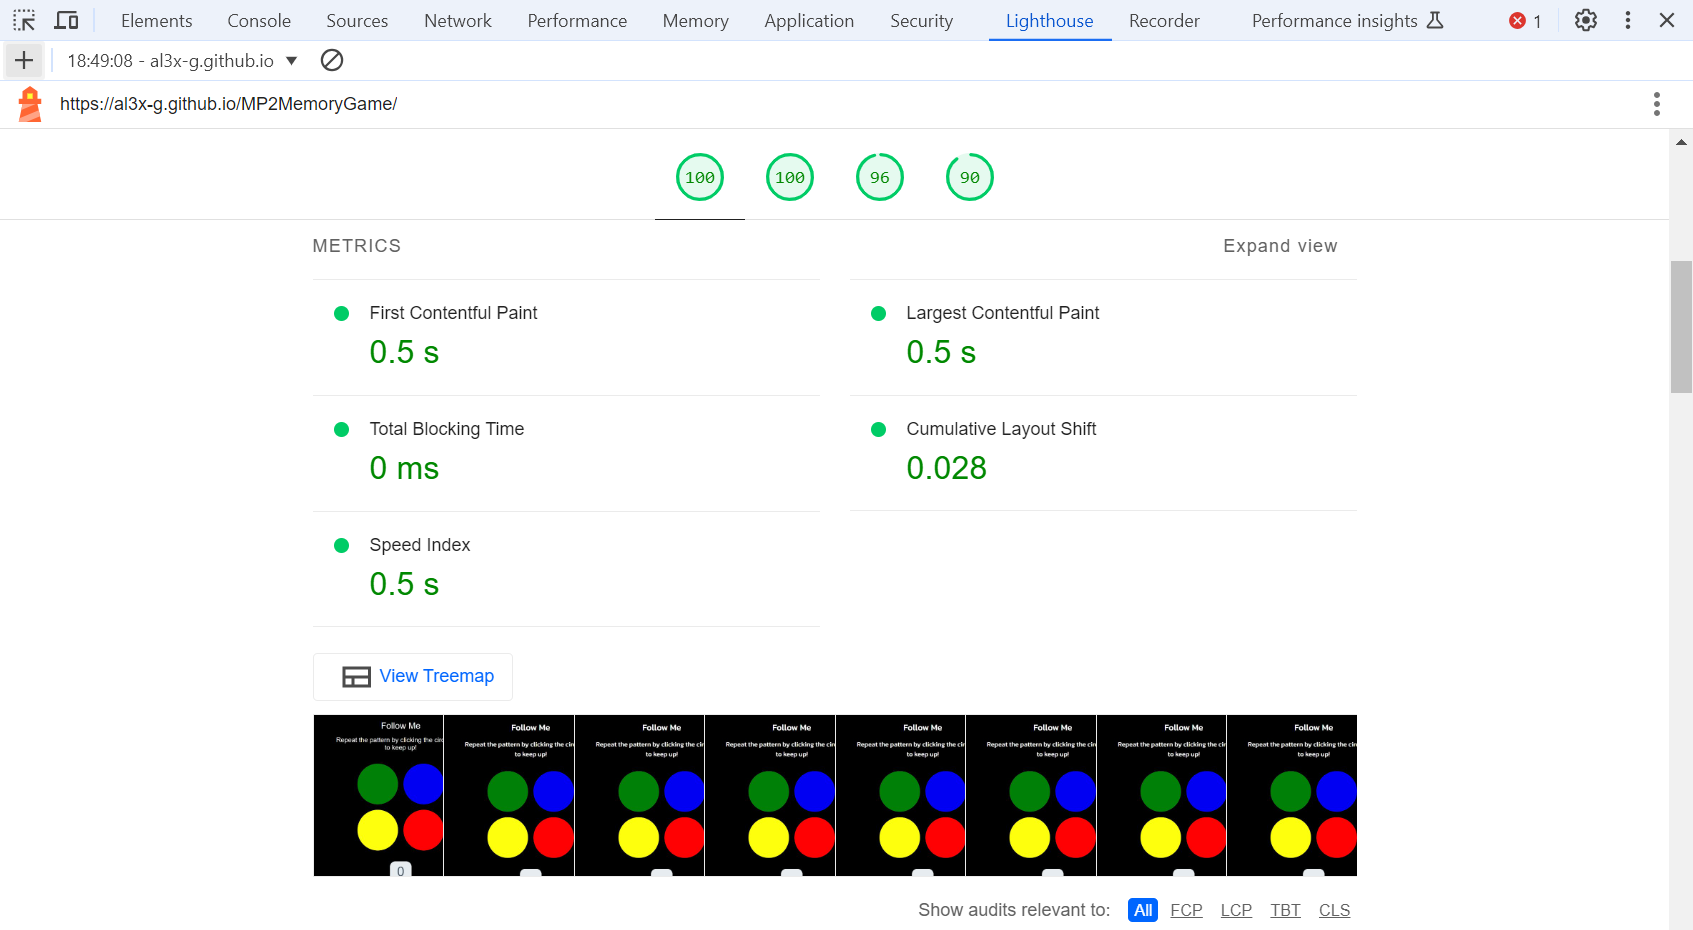 Elements Console Sources Network Performance Memory Application Security Lighthouse Recorder Performance insights 1
18:49:08 - al3x-g.github.io
https://al3x-g.github.io/MP2MemoryGame/
100 100 96 90
METRICS Expand view
First Contentful Paint
0.5 s
Largest Contentful Paint
0.5 s
Total Blocking Time
0 ms
Cumulative Layout Shift
0.028
Speed Index
0.5 s
View Treemap
Follow Me Follow Me Follow Me Follow Me Follow Me Follow Me Follow Me Follow Me
Repeat the pattern by clicking the cir Repeat the pattern by clicking the cir Repeat the pattern by clicking the cir Repeat the pattern by clicking the cir Repeat the pattern by clicking the cir Repeat the pattern by clicking the cir Repeat the pattern by clicking the cir Repeat the pattern by clicking the cir
to keep up! to keep up! to keep up! to keep up! to keep up! to keep up! to keep up! to keep up!
0
Show audits relevant to: All FCP LCP TBT CLS